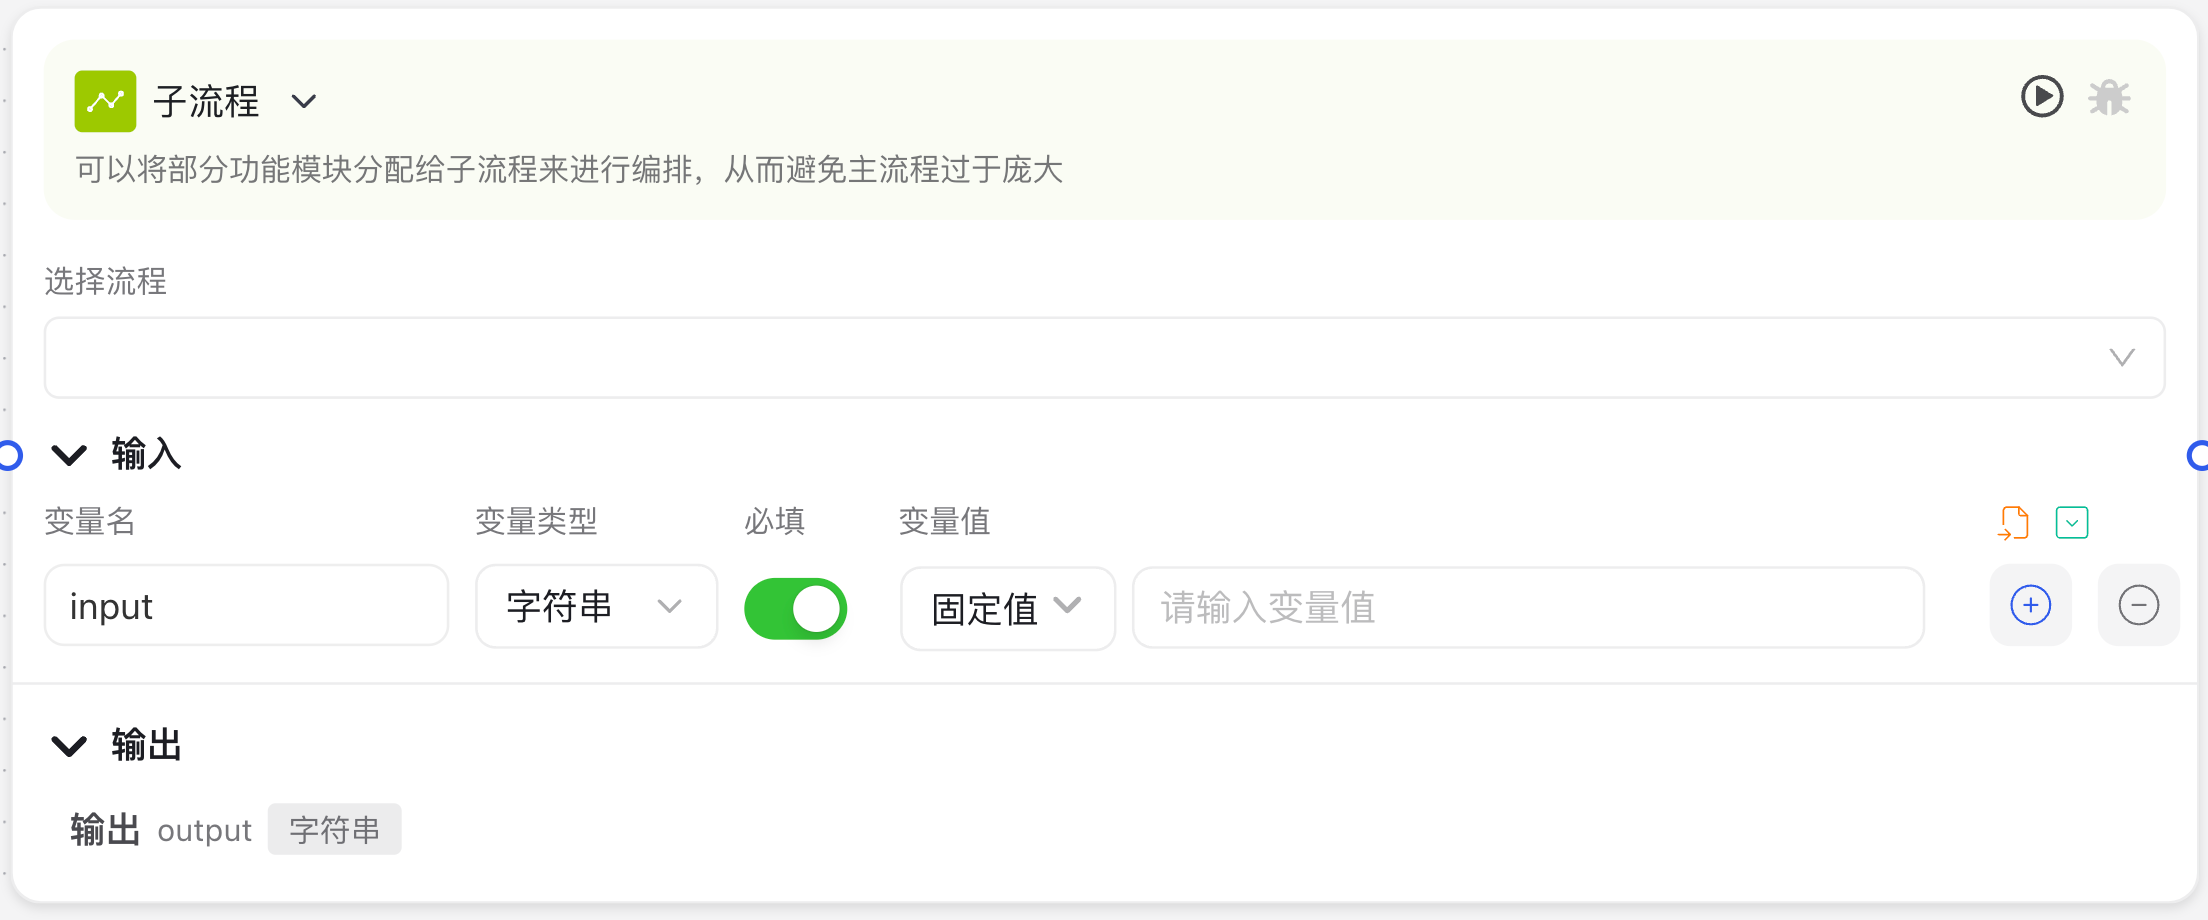 子流程
可以将部分功能模块分配给子流程来进行编排，从而避免主流程过于庞大
选择流程
输入
变量名 变量类型 必填 变量值
input 字符串 固定值 请输入变量值
输出
输出 output 字符串